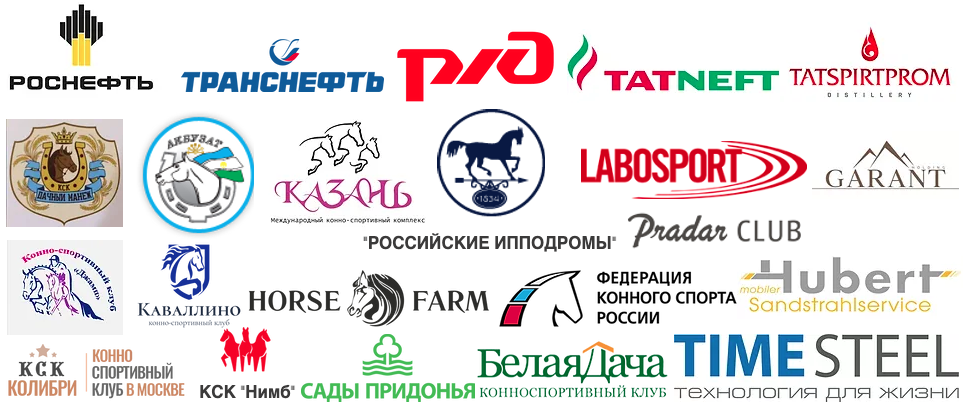 РОСНЕФТЬ
ТРАНСНЕФТЬ
РЖД
TATNEFT
TATSPIRTPROM
DISTILLERY
КСК
ДАЧНЫЙ МАНЕЖ
АКБУЗАТ
КАЗАНЬ
Международный конно-спортивный комплекс
1834
LABOSPORT
HOLDING
GARANT
"РОССИЙСКИЕ ИППОДРОМЫ"
Pradar CLUB
Конно-спортивный клуб
КАВАЛЛИНО
конно-спортивный клуб
HORSE FARM
ФЕДЕРАЦИЯ
КОННОГО СПОРТА
РОССИИ
mobiler Hubert
Sandstrahlservice
КСК
КОЛИБРИ
КОННО
СПОРТИВНЫЙ
КЛУБ В МОСКВЕ
КСК "Нимб"
САДЫ ПРИДОНЬЯ
БелаяДача
КОННОСПОРТИВНЫЙ КЛУБ
TIME STEEL
ТЕХНОЛОГИЯ ДЛЯ ЖИЗНИ